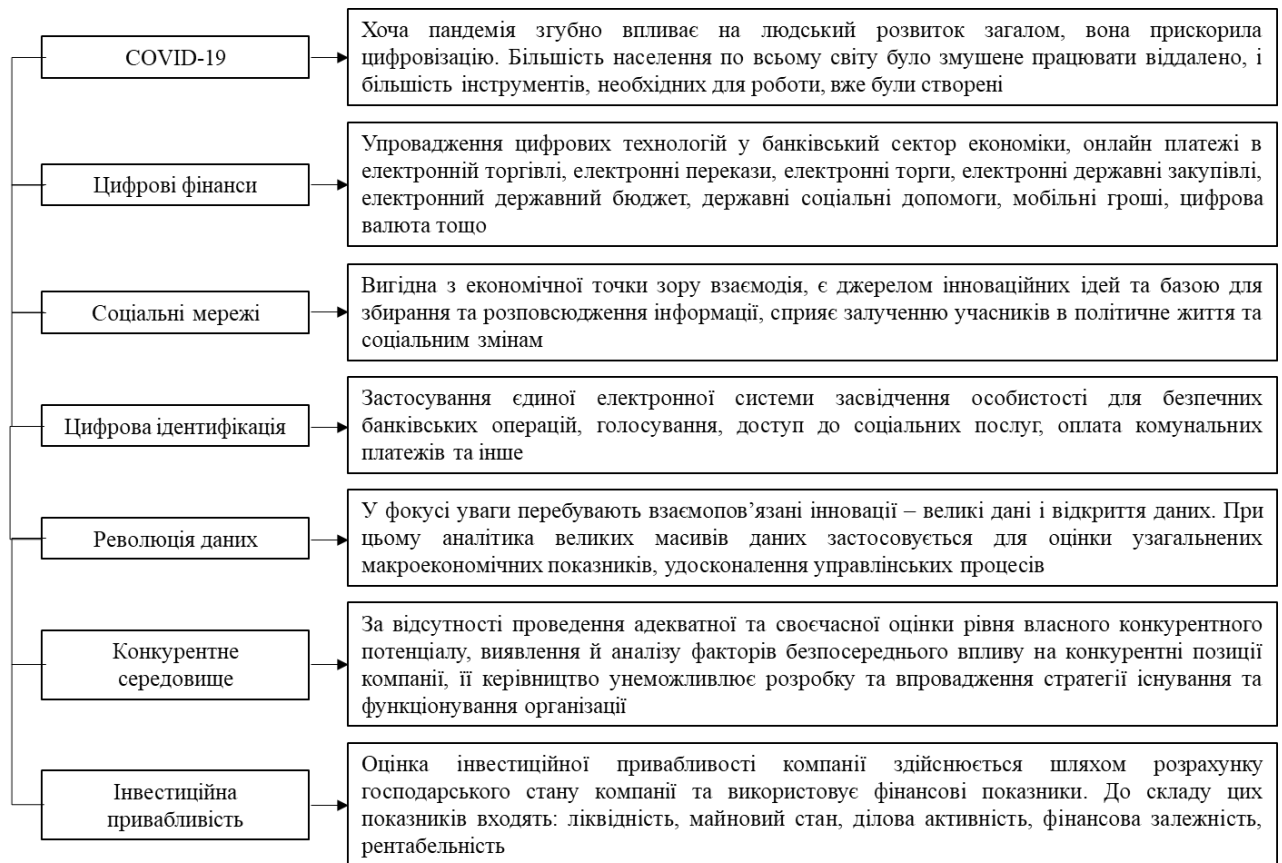 COVID-19
Хоча пандемія згубно впливає на людський розвиток загалом, вона прискорила
цифровізацію. Більшість населення по всьому світу було змушене працювати віддалено, і
більшість інструментів, необхідних для роботи, вже були створені
Цифрові фінанси
Упровадження цифрових технологій у банківський сектор економіки, онлайн платежі в
електронній торгівлі, електронні перекази, електронні торги, електронні державні закупівлі,
електронний державний бюджет, державні соціальні допомоги, мобільні гроші, цифрова
валюта тощо
Соціальні мережі
Вигідна з економічної точки зору взаємодія, є джерелом інноваційних ідей та базою для
збирання та розповсюдження інформації, сприяє залученню учасників в політичне життя та
соціальним змінам
Цифрова ідентифікація
Застосування єдиної електронної системи засвідчення особистості для безпечних
банківських операцій, голосування, доступ до соціальних послуг, оплата комунальних
платежів та інше
Революція даних
У фокусі уваги перебувають взаємопов’язані інновації – великі дані і відкриття даних. При
цьому аналітика великих масивів даних застосовується для оцінки узагальнених
макроекономічних показників, удосконалення управлінських процесів
Конкурентне
середовище
За відсутності проведення адекватної та своєчасної оцінки рівня власного конкурентного
потенціалу, виявлення й аналізу факторів безпосереднього впливу на конкурентні позиції
компанії, її керівництво унеможливлює розробку та впровадження стратегії існування та
функціонування організації
Інвестиційна
привабливість
Оцінка інвестиційної привабливості компанії здійснюється шляхом розрахунку
господарського стану компанії та використовує фінансові показники. До складу цих
показників входять: ліквідність, майновий стан, ділова активність, фінансова залежність,
рентабельність